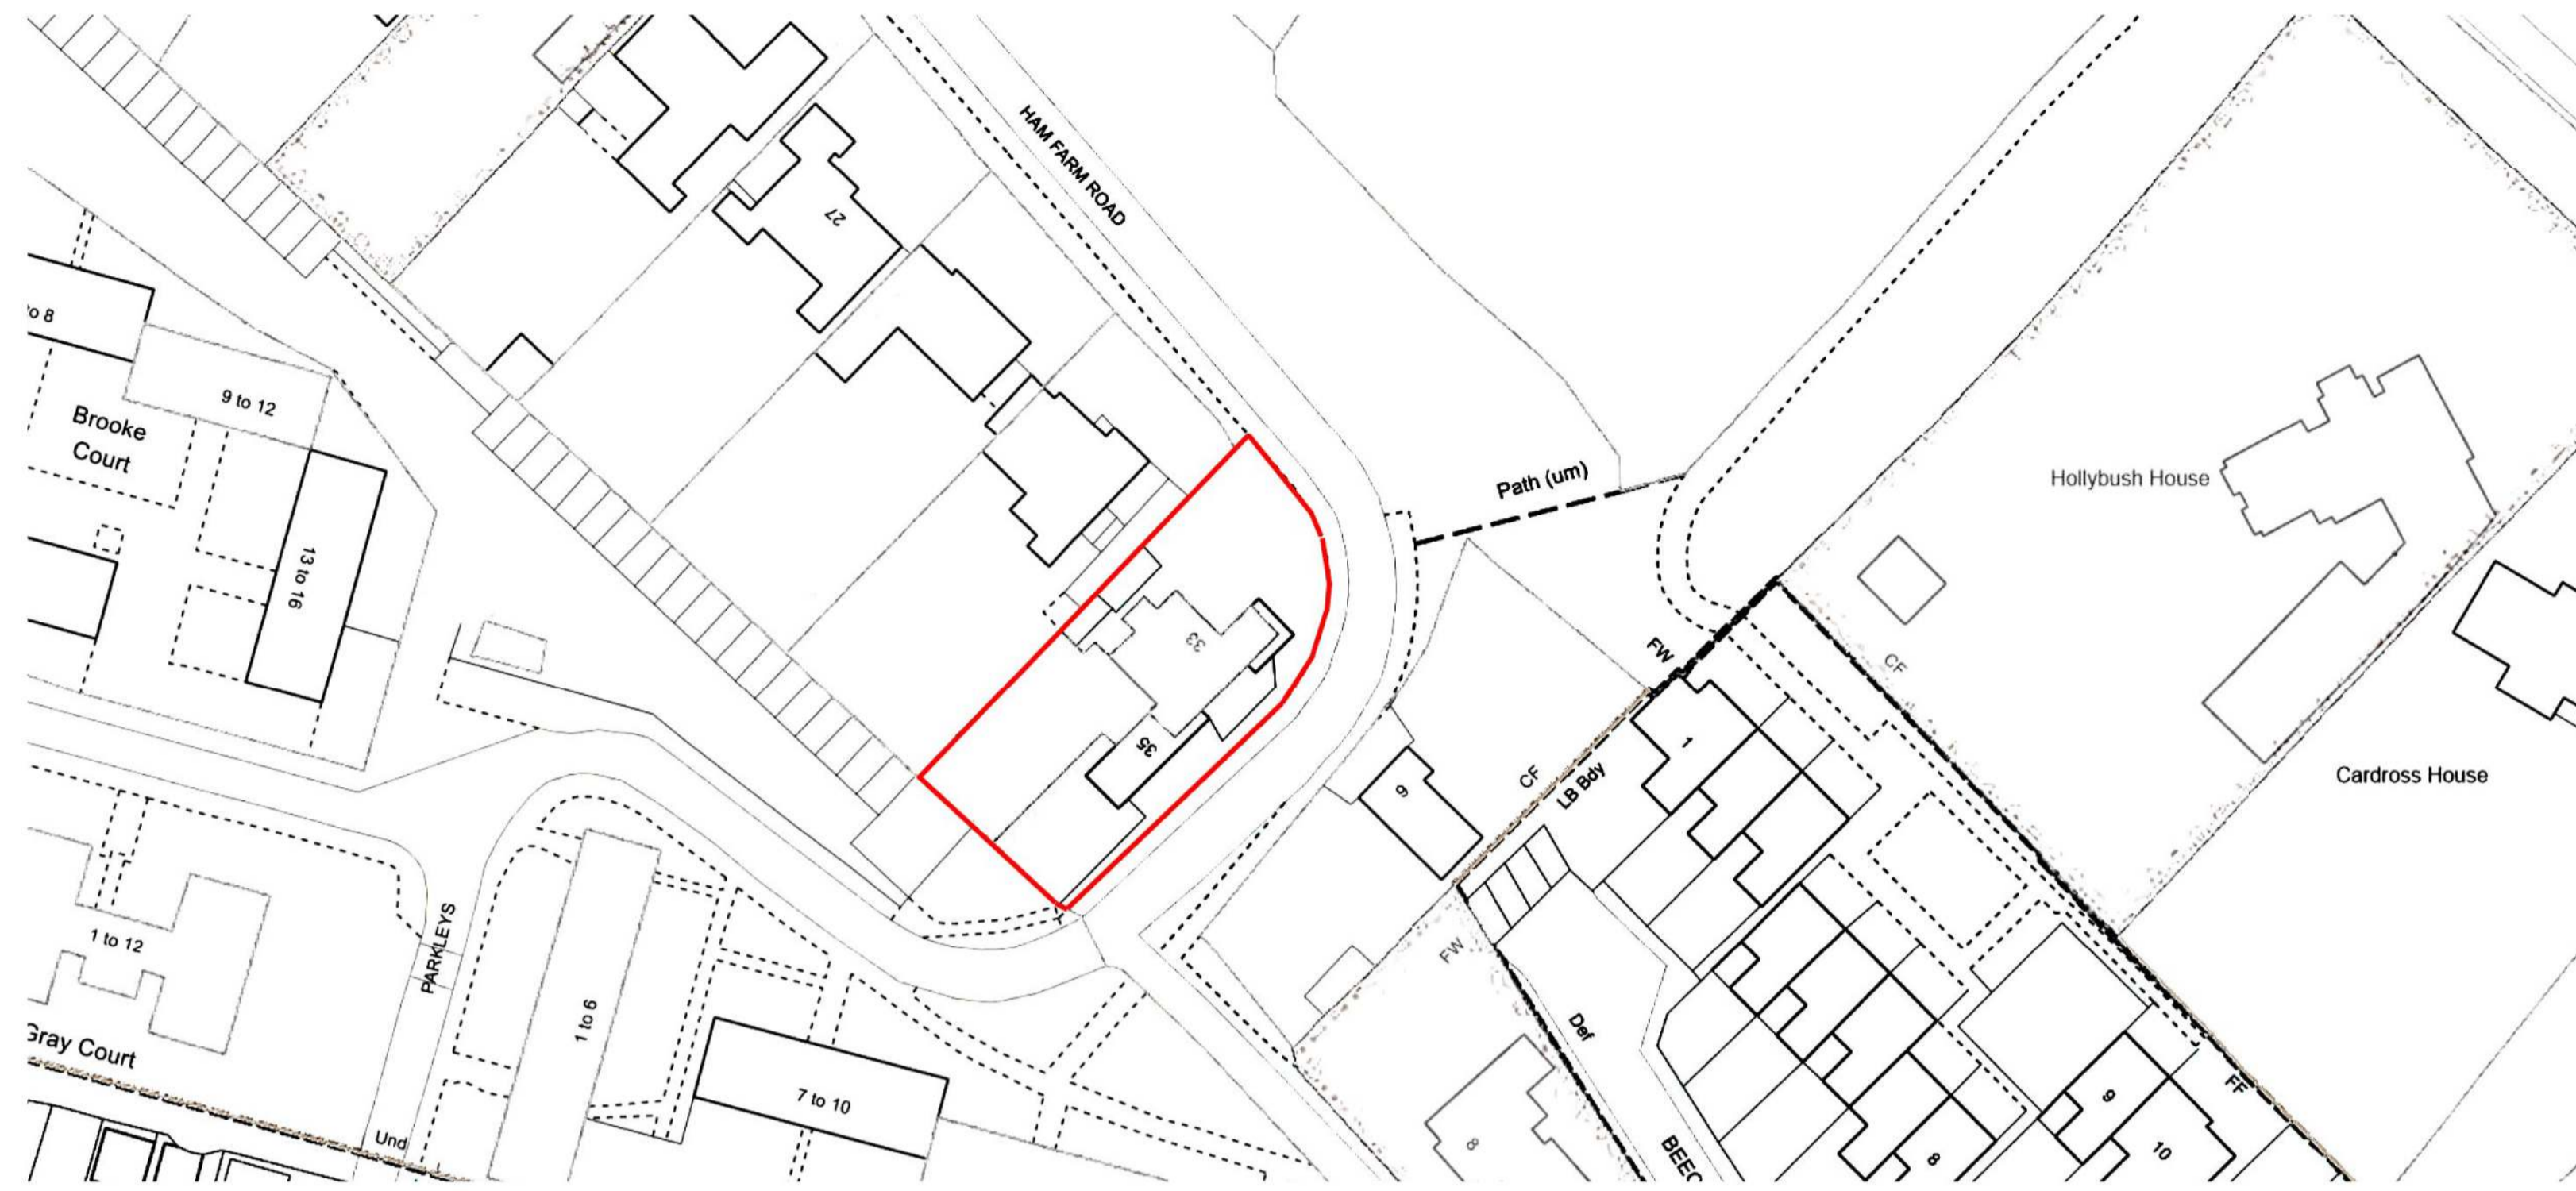 HAM FARM ROAD
27
to 8
9 to 12
Brooke
Court
13 to 16
Path (um)
Hollybush House
33
35
FW
CF
1
9
CF
LB Bdy
Cardross House
PARKLEYS
1 to 12
Gray Court
1 to 6
7 to 10
Und
FW
Def
8
BEEC
8
9
10
FF